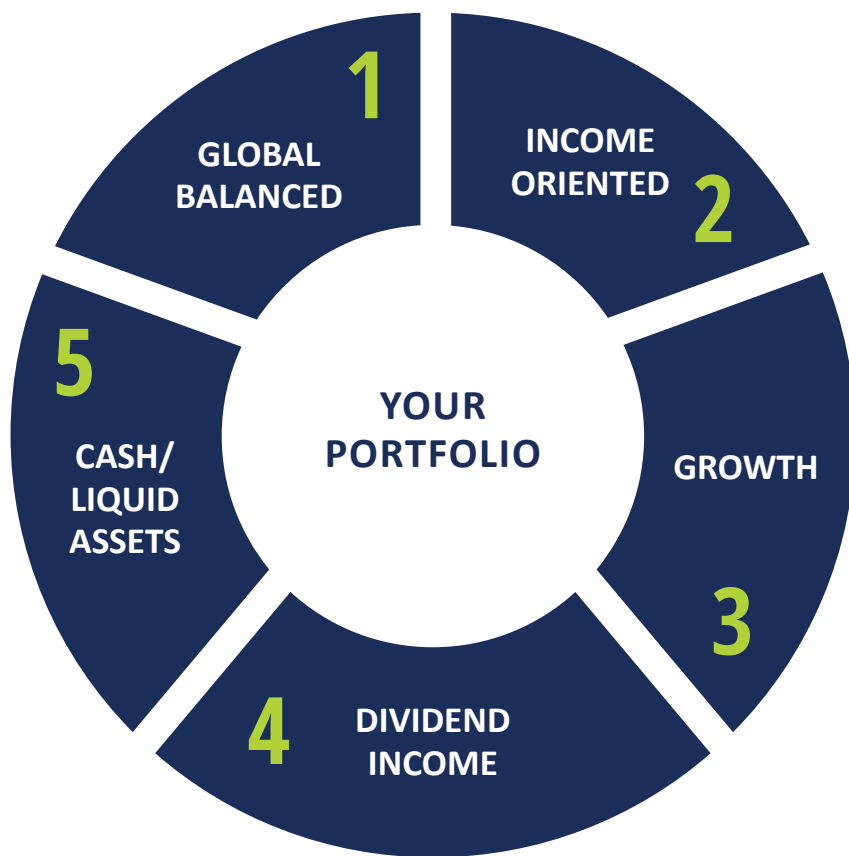 1
GLOBAL
BALANCED
INCOME
ORIENTED
2
GROWTH
3
4
DIVIDEND
INCOME
5
CASH/
LIQUID
ASSETS
YOUR
PORTFOLIO